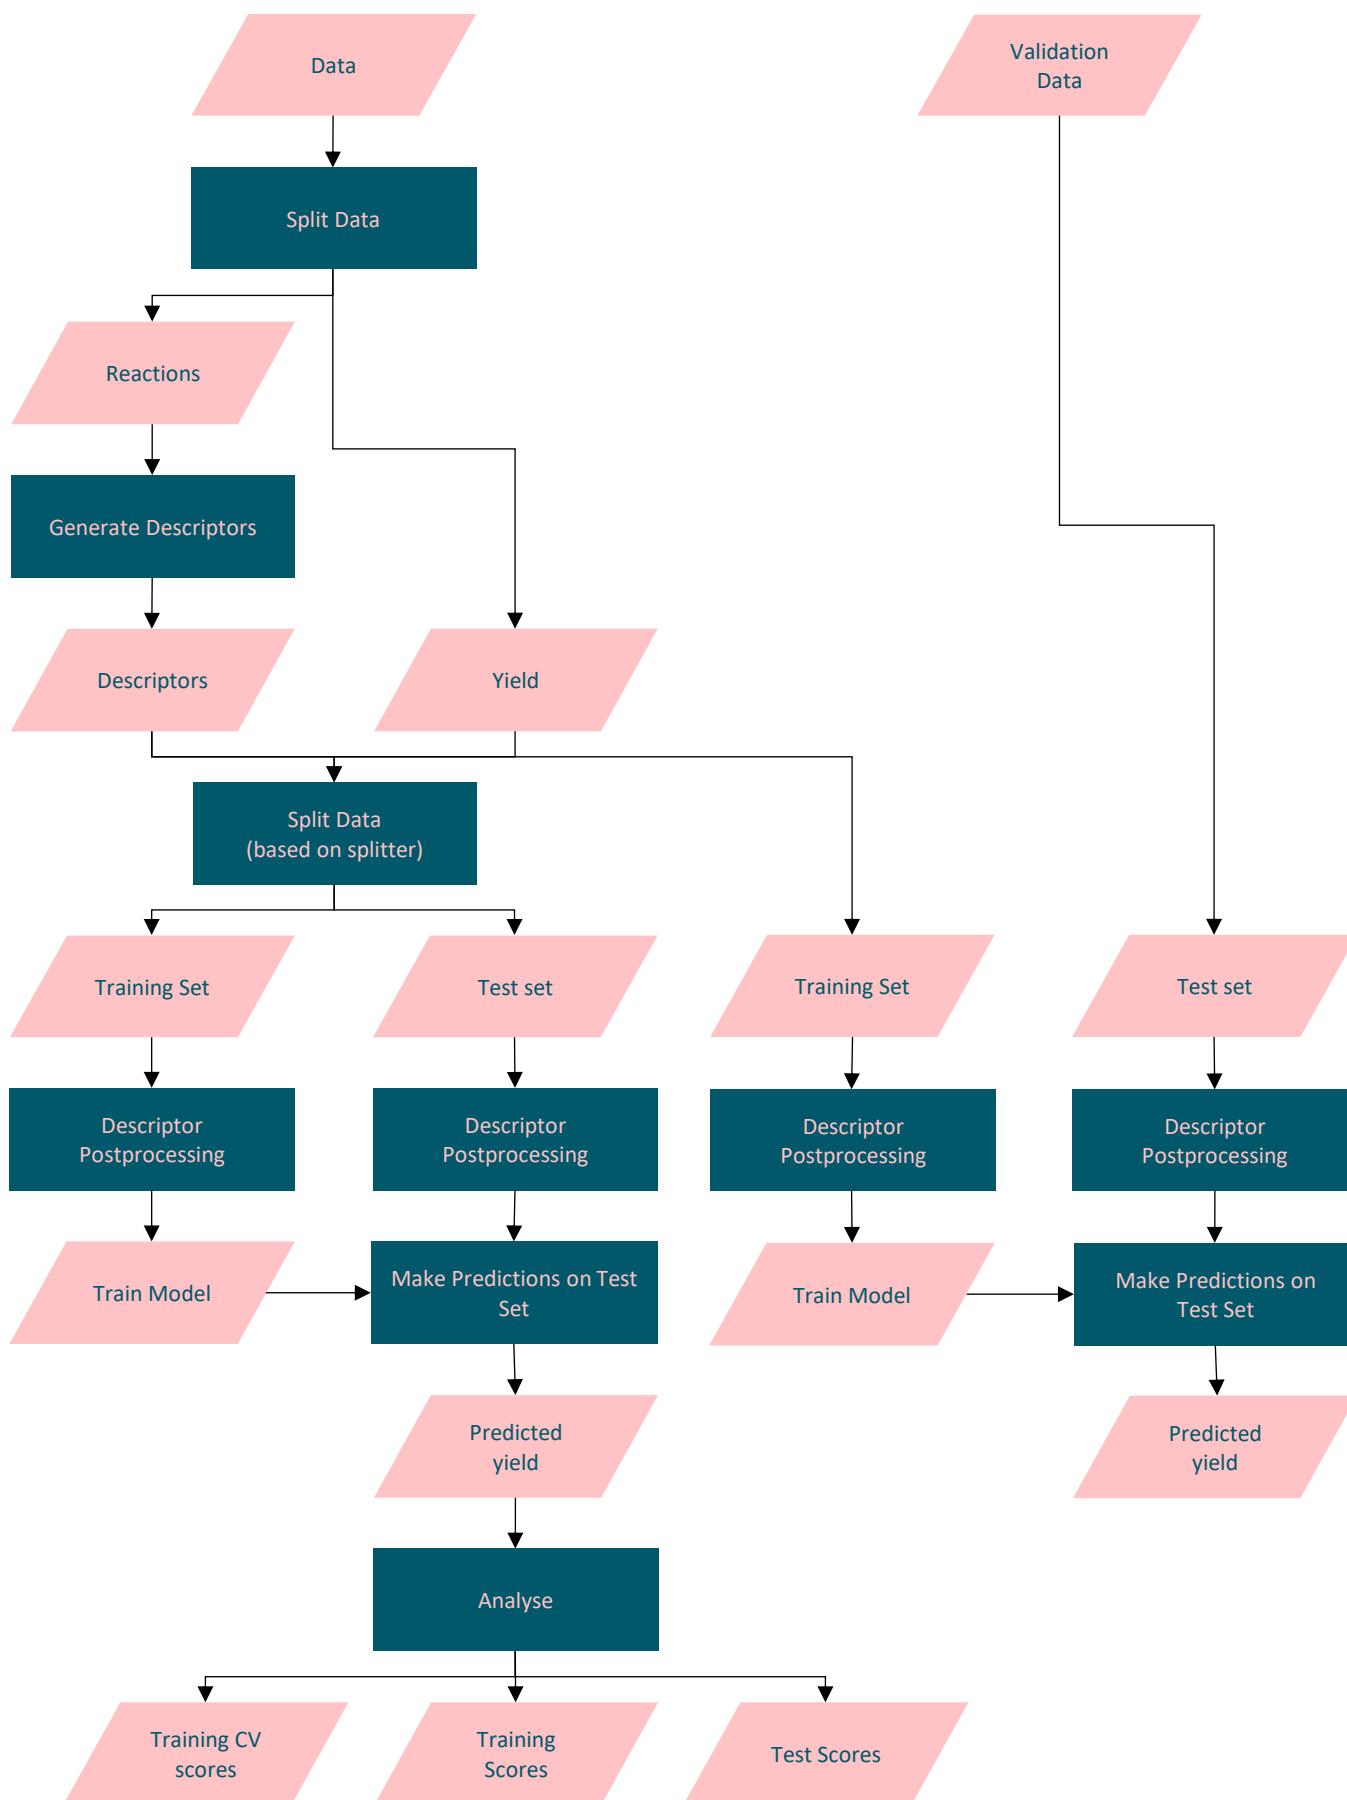 Data
Validation
Data
Split Data
Reactions
Generate Descriptors
Descriptors
Yield
Split Data
(based on splitter)
Training Set
Test set
Training Set
Test set
Descriptor
Postprocessing
Descriptor
Postprocessing
Descriptor
Postprocessing
Descriptor
Postprocessing
Train Model
Make Predictions on Test
Set
Train Model
Make Predictions on
Test Set
Predicted
yield
Predicted
yield
Analyse
Training CV
scores
Training
Scores
Test Scores